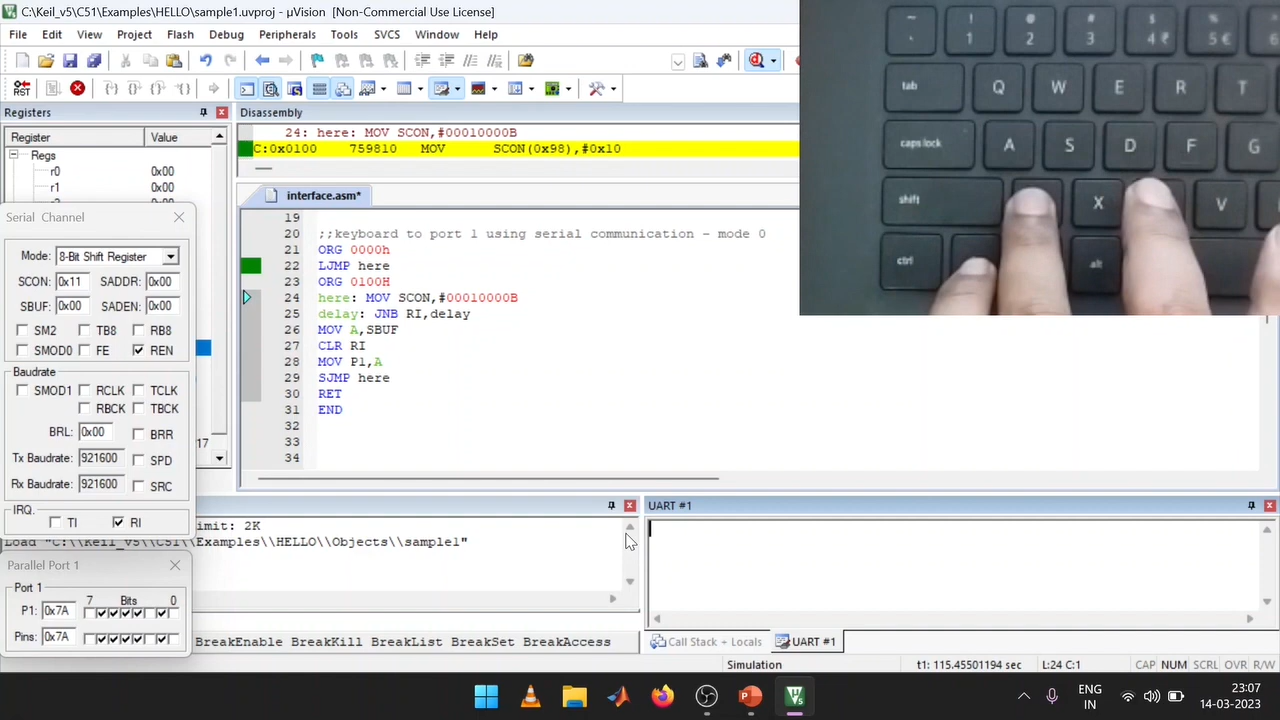 C:\Keil_v5\C51\Examples\HELLO\sample1.uvproj - µVision [Non-Commercial Use License]
File Edit View Project Flash Debug Peripherals Tools SVCS Window Help
RST
Registers
Register Value
Regs
r0 0x00
r1 0x00
Disassembly
24: here: MOV SCON,#00010000B
C:0x0100 759810 MOV SCON(0x98),#0x10
interface.asm*
19
20 ;;keyboard to port 1 using serial communication - mode 0
21 ORG 0000h
22 LJMP here
23 ORG 0100H
24 here: MOV SCON,#00010000B
25 delay: JNB RI,delay
26 MOV A,SBUF
27 CLR RI
28 MOV P1,A
29 SJMP here
30 RET
31 END
32
33
34
Serial Channel
Mode: 8-Bit Shift Register
SCON: 0x11 SADDR: 0x00
SBUF: 0x00 SADEN: 0x00
SM2 TB8 RB8
SMOD0 FE REN
Baudrate
SMOD1 RCLK TCLK
RBCK TBCK
BRL: 0x00 BRR
Tx Baudrate: 921600 SPD
Rx Baudrate: 921600 SRC
IRQ.
TI RI
17
Parallel Port 1
Port 1
7 Bits 0
P1: 0x7A
Pins: 0x7A
imit: 2K
Load "C:\\Keil_v5\\C51\\Examples\\HELLO\\Objects\\sample1"
BreakEnable BreakKill BreakList BreakSet BreakAccess
UART #1
Call Stack + Locals UART #1
Simulation t1: 115.45501194 sec L:24 C:1 CAP NUM SCRL OVR R/W
ENG
IN
23:07
14-03-2023
~ ! @ # $ %
1 2 3 4 ₹ 5 € 6
tab Q W E R T
caps lock A S D F G
shift X V
ctrl alt